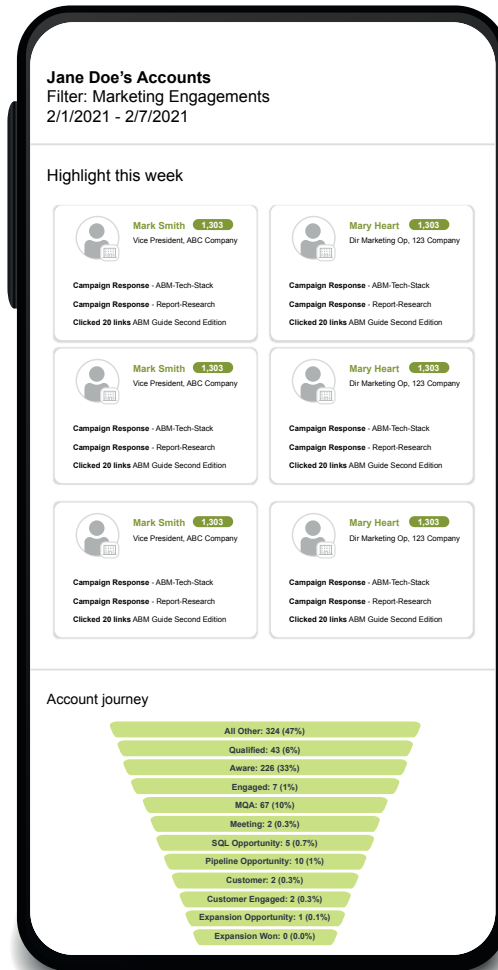 Jane Doe's Accounts
Filter: Marketing Engagements
2/1/2021 - 2/7/2021
Highlight this week
Mark Smith 1,303
Vice President, ABC Company
Campaign Response - ABM-Tech-Stack
Campaign Response - Report-Research
Clicked 20 links ABM Guide Second Edition
Mary Heart 1,303
Dir Marketing Op, 123 Company
Campaign Response - ABM-Tech-Stack
Campaign Response - Report-Research
Clicked 20 links ABM Guide Second Edition
Mark Smith 1,303
Vice President, ABC Company
Campaign Response - ABM-Tech-Stack
Campaign Response - Report-Research
Clicked 20 links ABM Guide Second Edition
Mary Heart 1,303
Dir Marketing Op, 123 Company
Campaign Response - ABM-Tech-Stack
Campaign Response - Report-Research
Clicked 20 links ABM Guide Second Edition
Mark Smith 1,303
Vice President, ABC Company
Campaign Response - ABM-Tech-Stack
Campaign Response - Report-Research
Clicked 20 links ABM Guide Second Edition
Mary Heart 1,303
Dir Marketing Op, 123 Company
Campaign Response - ABM-Tech-Stack
Campaign Response - Report-Research
Clicked 20 links ABM Guide Second Edition
Account journey
All Other: 324 (47%)
Qualified: 43 (6%)
Aware: 226 (33%)
Engaged: 7 (1%)
MQA: 67 (10%)
Meeting: 2 (0.3%)
SQL Opportunity: 5 (0.7%)
Pipeline Opportunity: 10 (1%)
Customer: 2 (0.3%)
Customer Engaged: 2 (0.3%)
Expansion Opportunity: 1 (0.1%)
Expansion Won: 0 (0.0%)